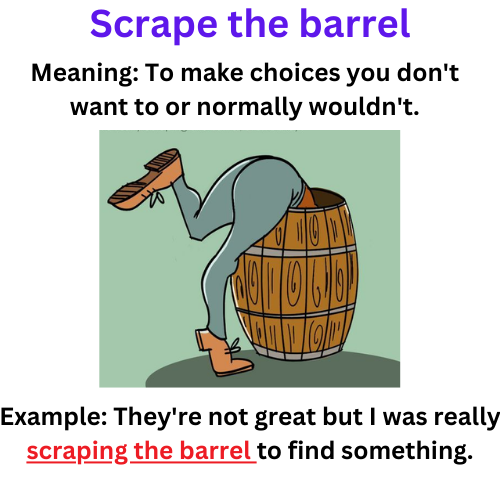 Scrape the barrel
Meaning: To make choices you don't
want to or normally wouldn't.
Example: They're not great but I was really
scraping the barrel to find something.